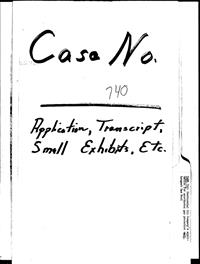 Case No.
740
Application, Transcript,
Small Exhibits, Etc.